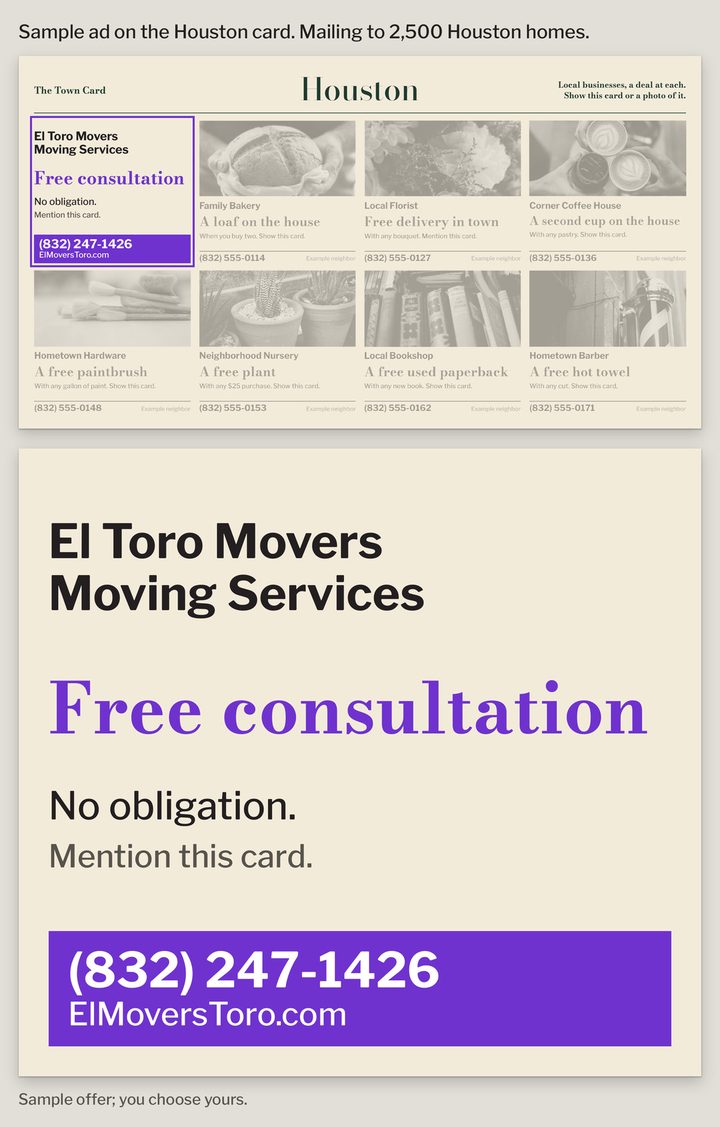 Sample ad on the Houston card. Mailing to 2,500 Houston homes.
The Town Card
Houston
Local businesses, a deal at each.
Show this card or a photo of it.
El Toro Movers
Moving Services
Free consultation
No obligation.
Mention this card.
(832) 247-1426
ElMoversToro.com
Family Bakery
A loaf on the house
When you buy two. Show this card.
(832) 555-0114
Example neighbor
Local Florist
Free delivery in town
With any bouquet. Mention this card.
(832) 555-0127
Example neighbor
Corner Coffee House
A second cup on the house
With any pastry. Show this card.
(832) 555-0136
Example neighbor
Hometown Hardware
A free paintbrush
With any gallon of paint. Show this card.
(832) 555-0148
Example neighbor
Neighborhood Nursery
A free plant
With any $25 purchase. Show this card.
(832) 555-0153
Example neighbor
Local Bookshop
A free used paperback
With any new book. Show this card.
(832) 555-0162
Example neighbor
Hometown Barber
A free hot towel
With any cut. Show this card.
(832) 555-0171
Example neighbor
El Toro Movers
Moving Services
Free consultation
No obligation.
Mention this card.
(832) 247-1426
ElMoversToro.com
Sample offer; you choose yours.